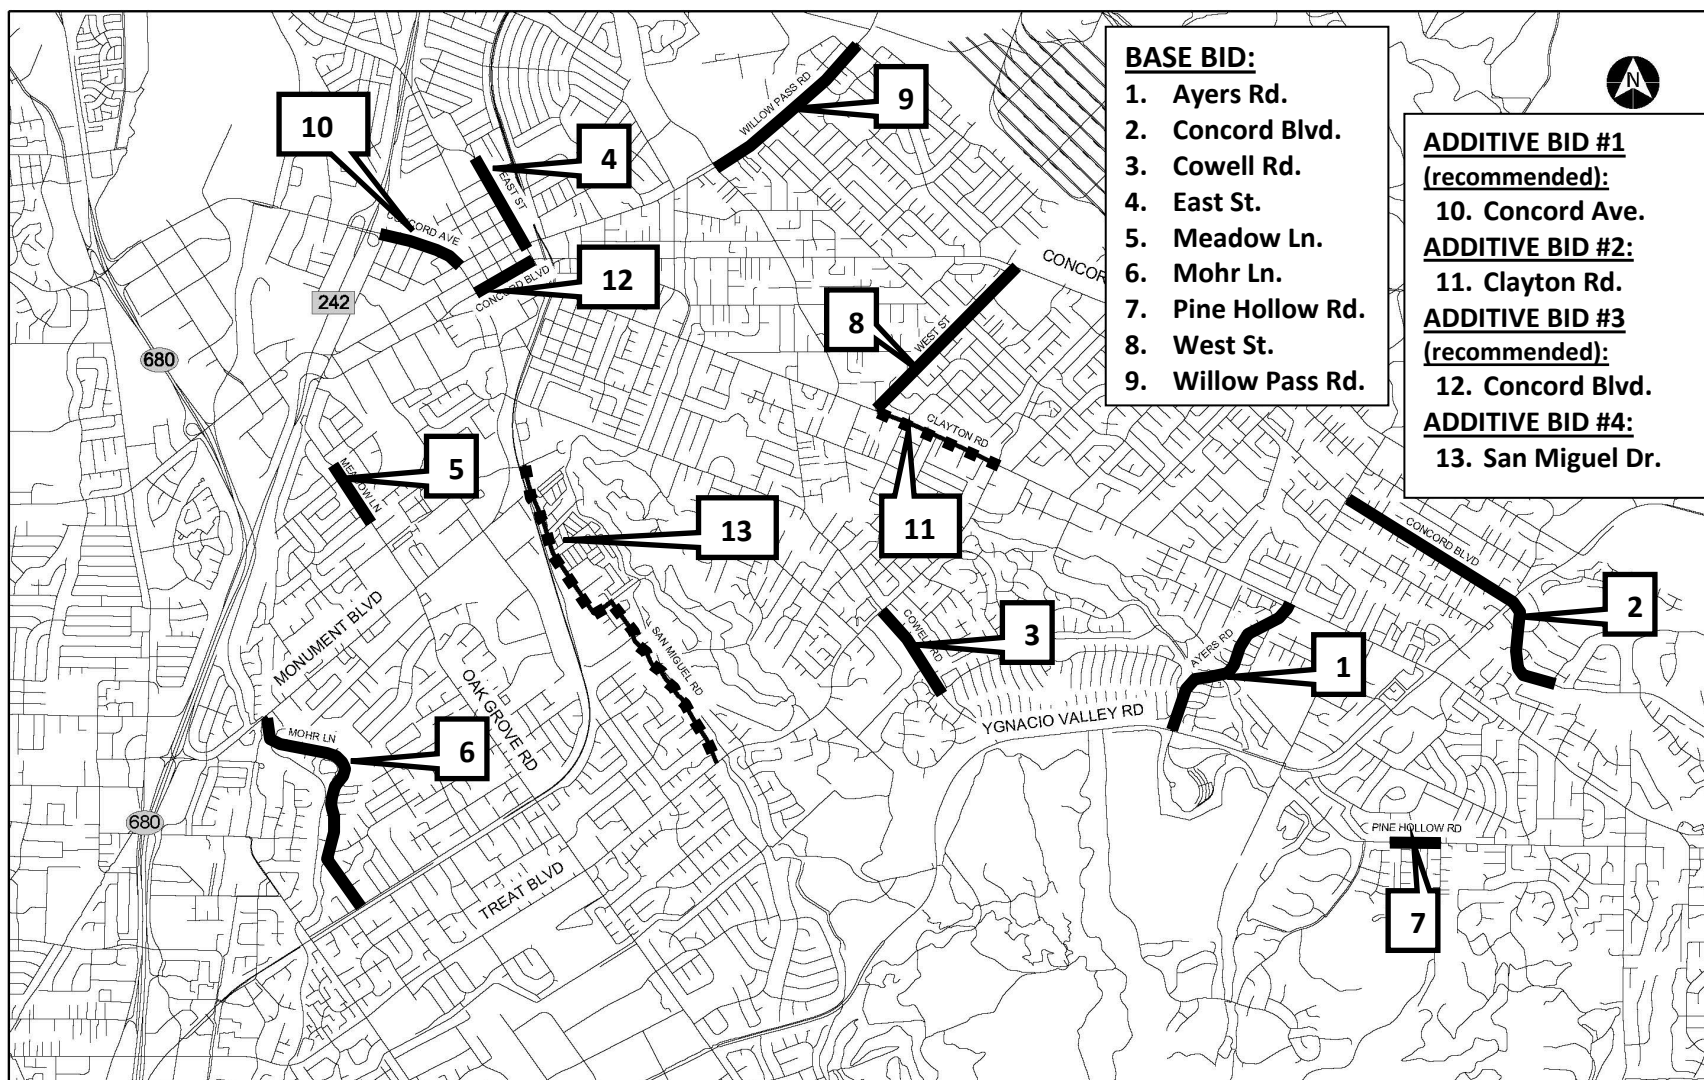 BASE BID:
1. Ayers Rd.
2. Concord Blvd.
3. Cowell Rd.
4. East St.
5. Meadow Ln.
6. Mohr Ln.
7. Pine Hollow Rd.
8. West St.
9. Willow Pass Rd.
N
ADDITIVE BID #1
(recommended):
10. Concord Ave.
ADDITIVE BID #2:
11. Clayton Rd.
ADDITIVE BID #3
(recommended):
12. Concord Blvd.
ADDITIVE BID #4:
13. San Miguel Dr.
WILLOW PASS RD
9
10
4
EAST ST
CONCORD AVE
12
CONCORD BLVD
242
CONCOR
8
WEST ST
680
CLAYTON RD
MEADOW LN
5
11
13
CONCORD BLVD
2
MONUMENT BLVD
COWELL RD
3
AYERS RD
1
SAN MIGUEL RD
OAK GROVE RD
YGNACIO VALLEY RD
MOHR LN
6
680
PINE HOLLOW RD
TREAT BLVD
7